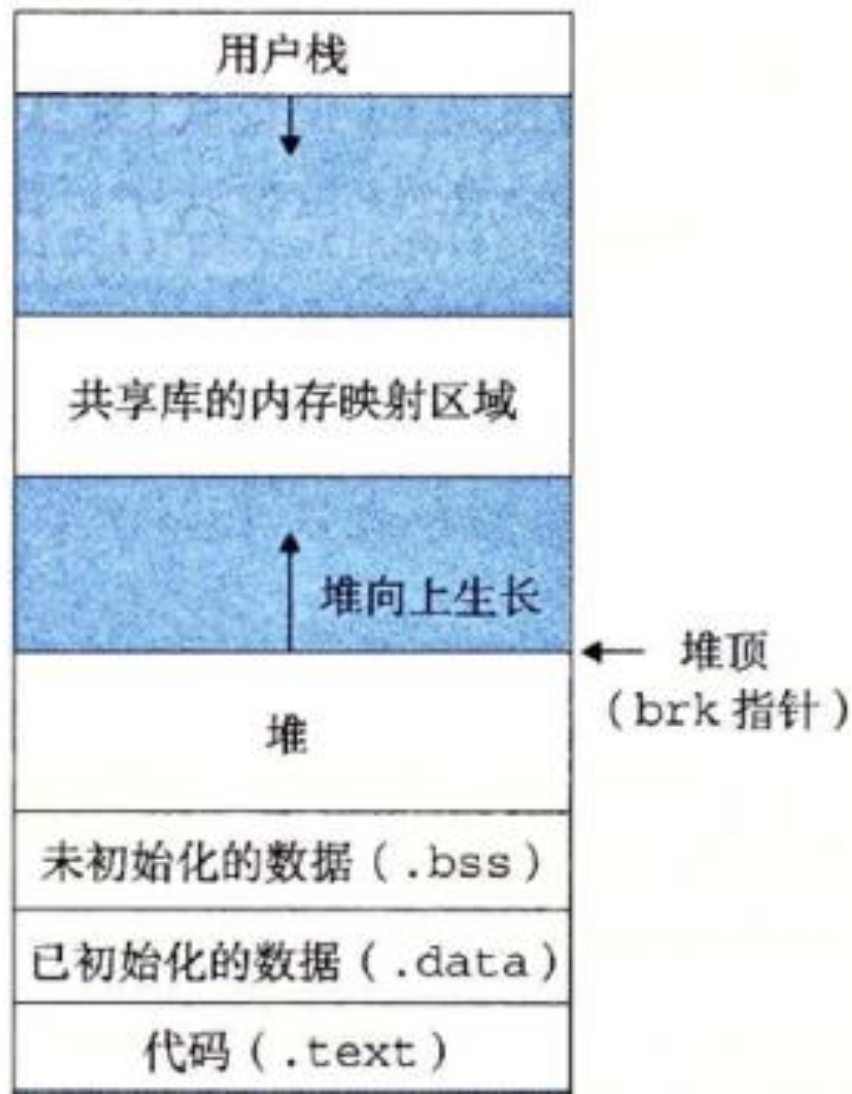 用户栈
共享库的内存映射区域
堆向上生长
堆顶
（brk 指针）
堆
未初始化的数据（.bss）
已初始化的数据（.data）
代码（.text）